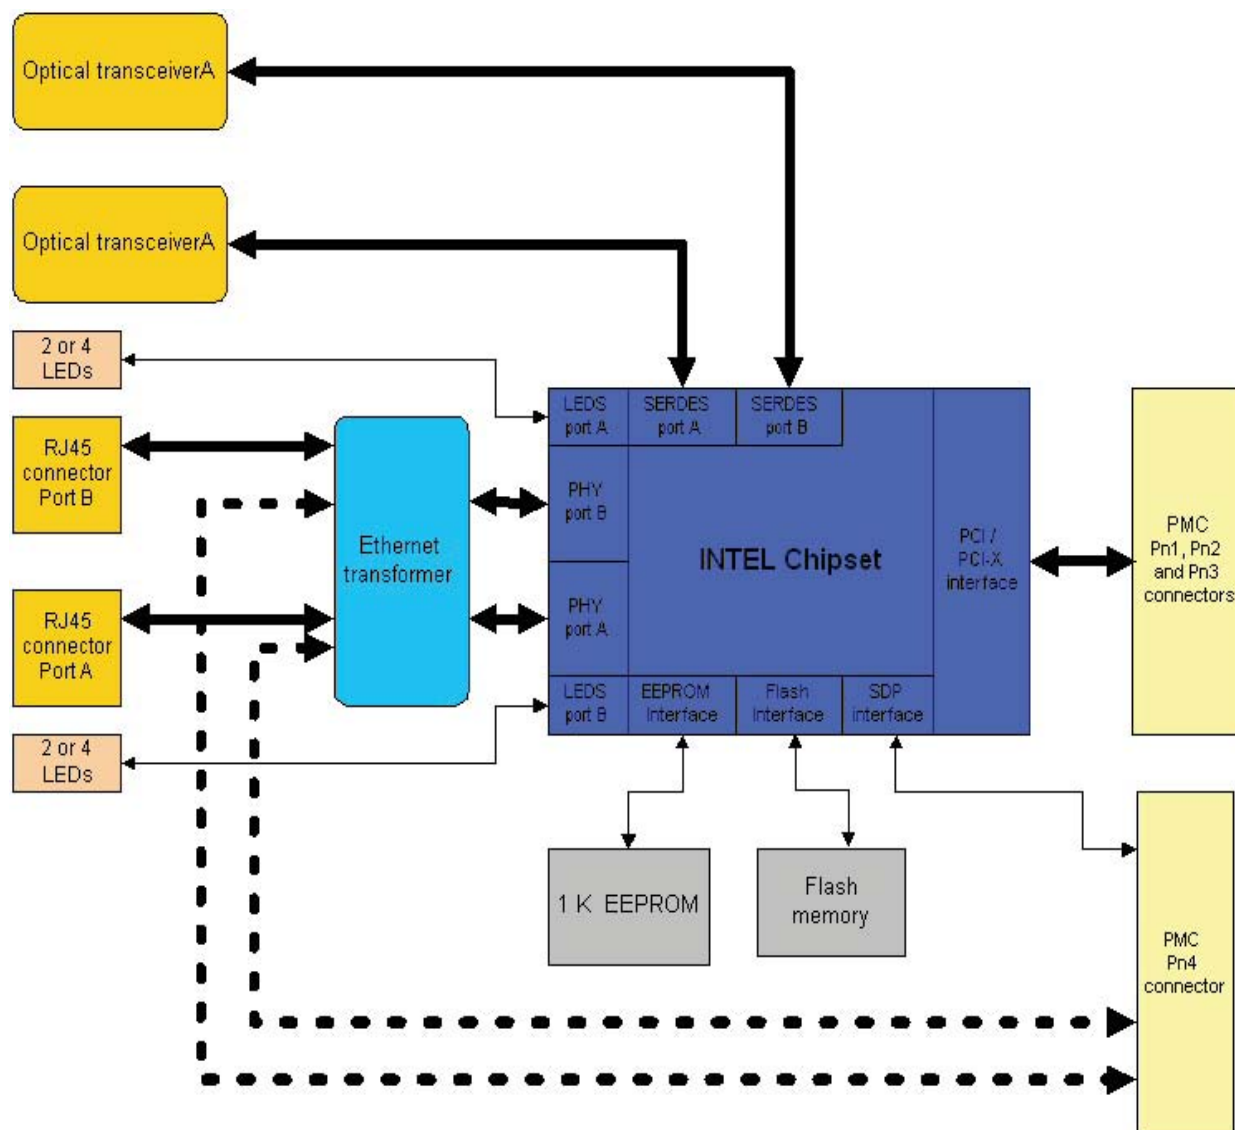 Optical transceiverA
Optical transceiverA
2 or 4
LEDs
RJ45
connector
Port B
RJ45
connector
Port A
2 or 4
LEDs
Ethernet
transformer
LEDS
port A
SERDES
port A
SERDES
port B
PHY
port B
PHY
port A
INTEL Chipset
PCI /
PCI-X
interface
LEDS
port B
EEPROM
Interface
Flash
Interface
SDP
interface
PMC
Pn1, Pn2
and Pn3
connectors
1 K EEPROM
Flash
memory
PMC
Pn4
connector